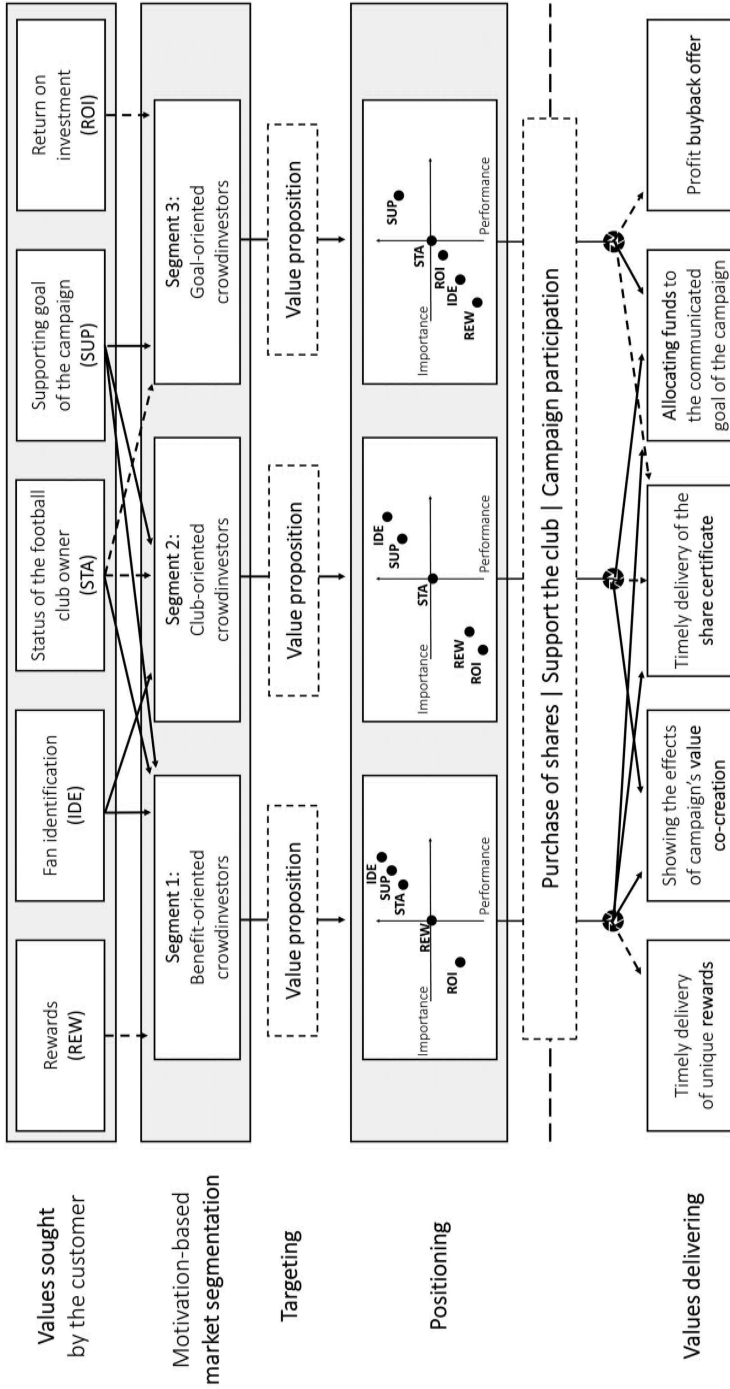 Values sought
by the customer
Rewards
(REW)
Fan identification
(IDE)
Status of the football
club owner
(STA)
Supporting goal
of the campaign
(SUP)
Return on
investment
(ROI)
Motivation-based
market segmentation
Segment 1:
Benefit-oriented
crowdinvestors
Segment 2:
Club-oriented
crowdinvestors
Segment 3:
Goal-oriented
crowdinvestors
Targeting
Value proposition
Value proposition
Value proposition
Positioning
Importance
IDE
SUP
STA
REW
ROI
Performance
Importance
IDE
SUP
STA
REW
ROI
Performance
Importance
SUP
STA
ROI
IDE
REW
Performance
Purchase of shares | Support the club | Campaign participation
Values delivering
Timely delivery
of unique rewards
Showing the effects
of campaign's value
co-creation
Timely delivery of the
share certificate
Allocating funds to
the communicated
goal of the campaign
Profit buyback offer